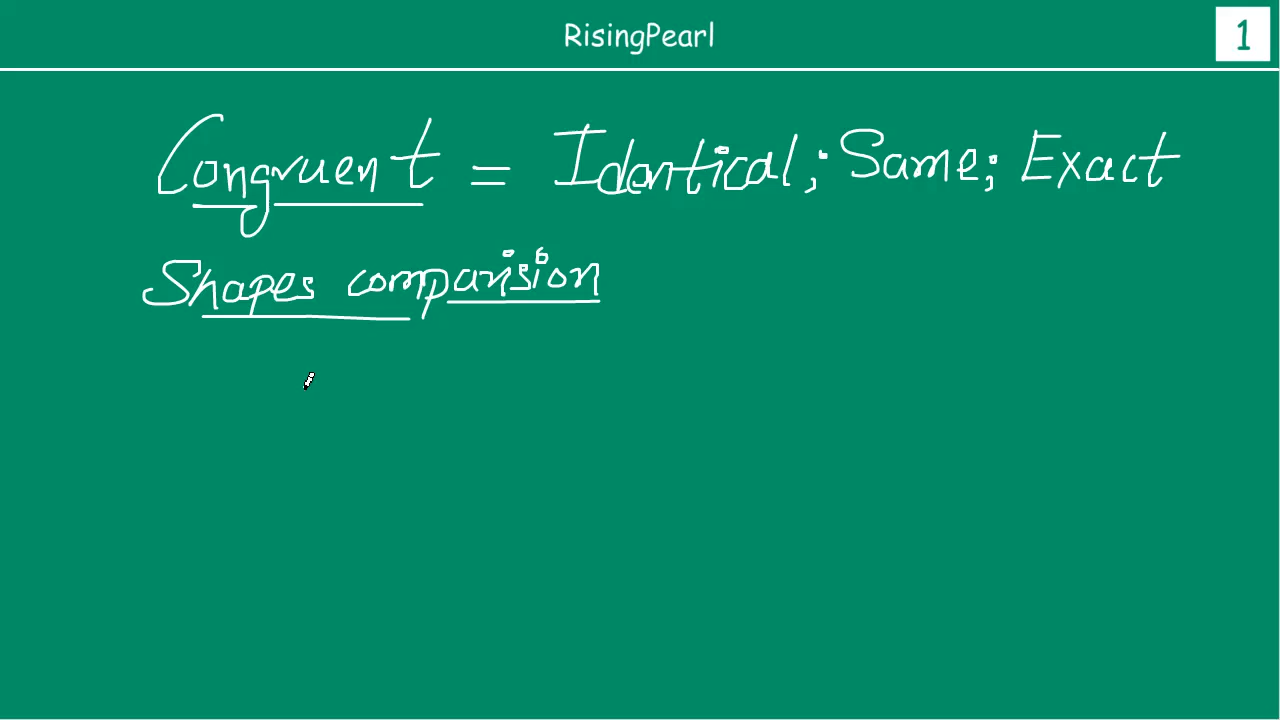 RisingPearl
1
Congruent = Identical; Same; Exact
Shapes comparision